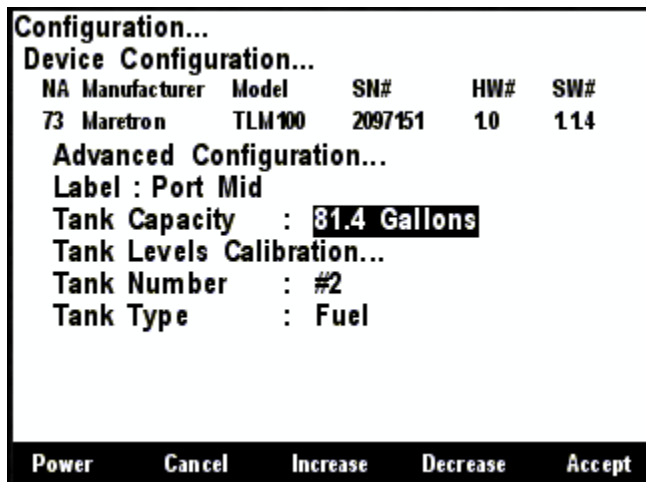 Configuration...
Device Configuration...
NA Manufacturer Model SN# HW# SW#
73 Maretron TLM100 2097151 1.0 1.1.4
Advanced Configuration...
Label : Port Mid
Tank Capacity : 81.4 Gallons
Tank Levels Calibration...
Tank Number : #2
Tank Type : Fuel
Power Cancel Increase Decrease Accept